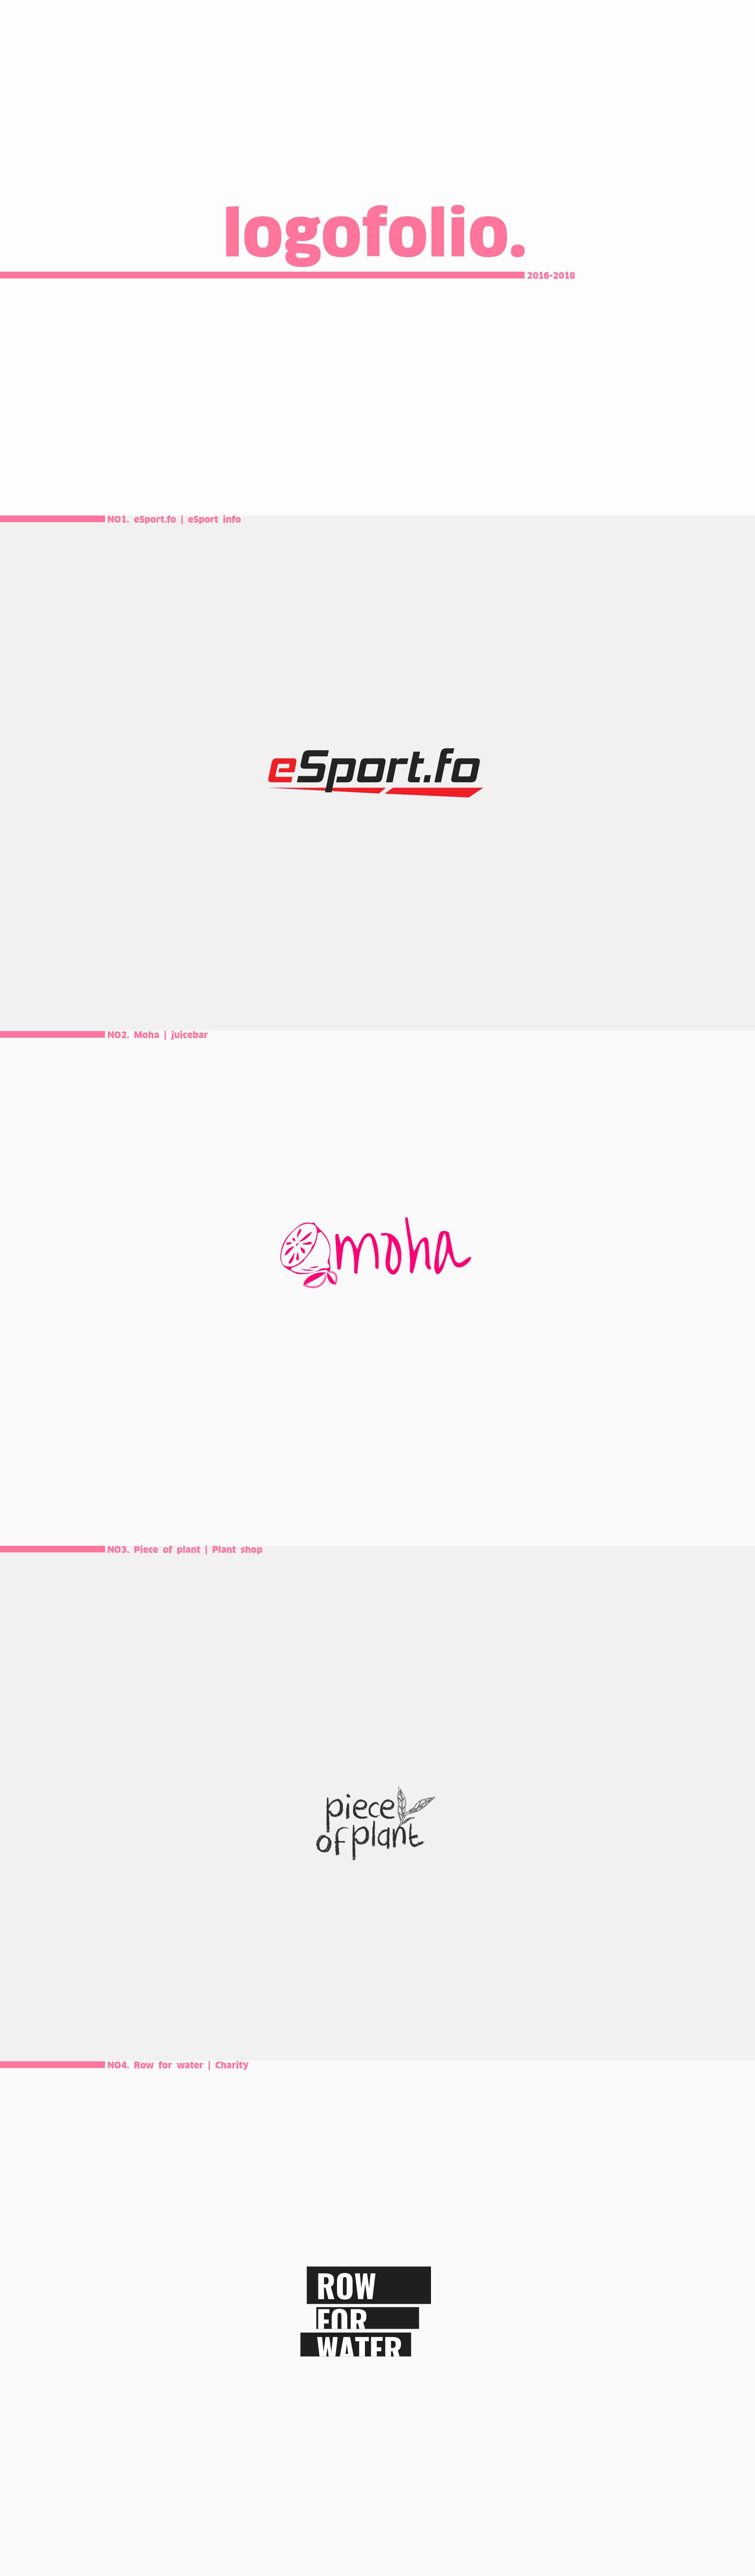 logofolio.
2016-2018
NO1. eSport.fo | eSport info
eSport.fo
NO2. Moha | juicebar
moha
NO3. Piece of plant | Plant shop
piece
of plant
NO4. Row for water | Charity
ROW
FOR
WATER